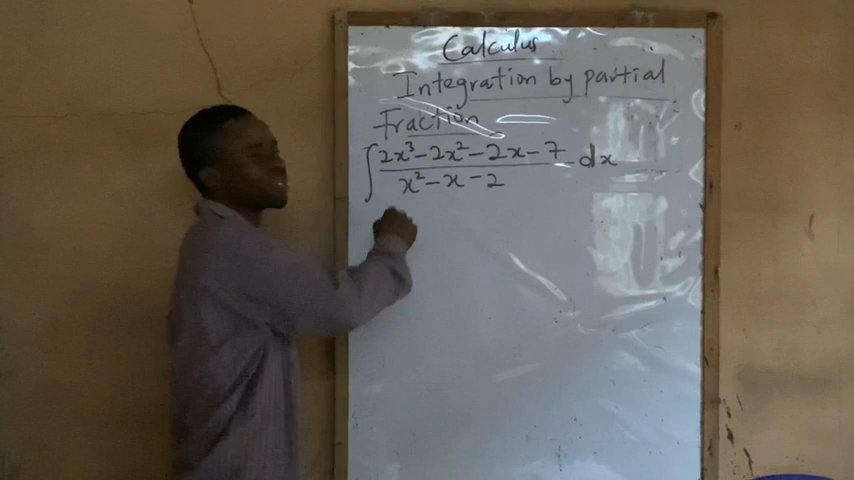 Calculus
Integration by partial
Fraction
∫ 2x³-2x²-2x-7 / x²-x-2 dx